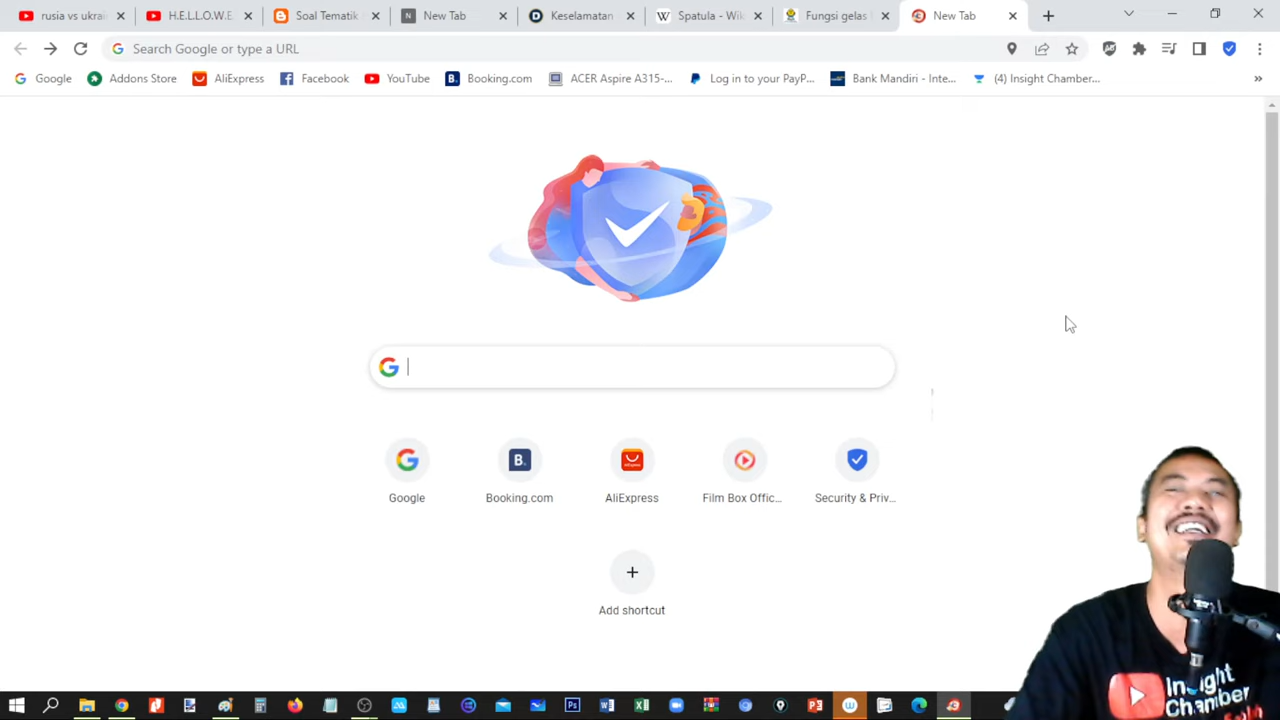 rusia vs ukrai
H.E.L.L.O.W.E.
Soal Tematik
New Tab
Keselamatan
Spatula - Wik
Fungsi gelas
New Tab
Search Google or type a URL
Google
Addons Store
AliExpress
Facebook
YouTube
Booking.com
ACER Aspire A315-...
Log in to your PayP...
Bank Mandiri - Inte...
(4) Insight Chamber...
Google
Booking.com
AliExpress
Film Box Offic...
Security & Priv...
Add shortcut
Insight
Chamber